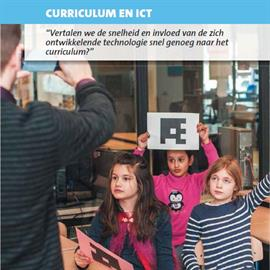 CURRICULUM EN ICT
“Vertalen we de snelheid en invloed van de zich
ontwikkelende technologie snel genoeg naar het
curriculum?”